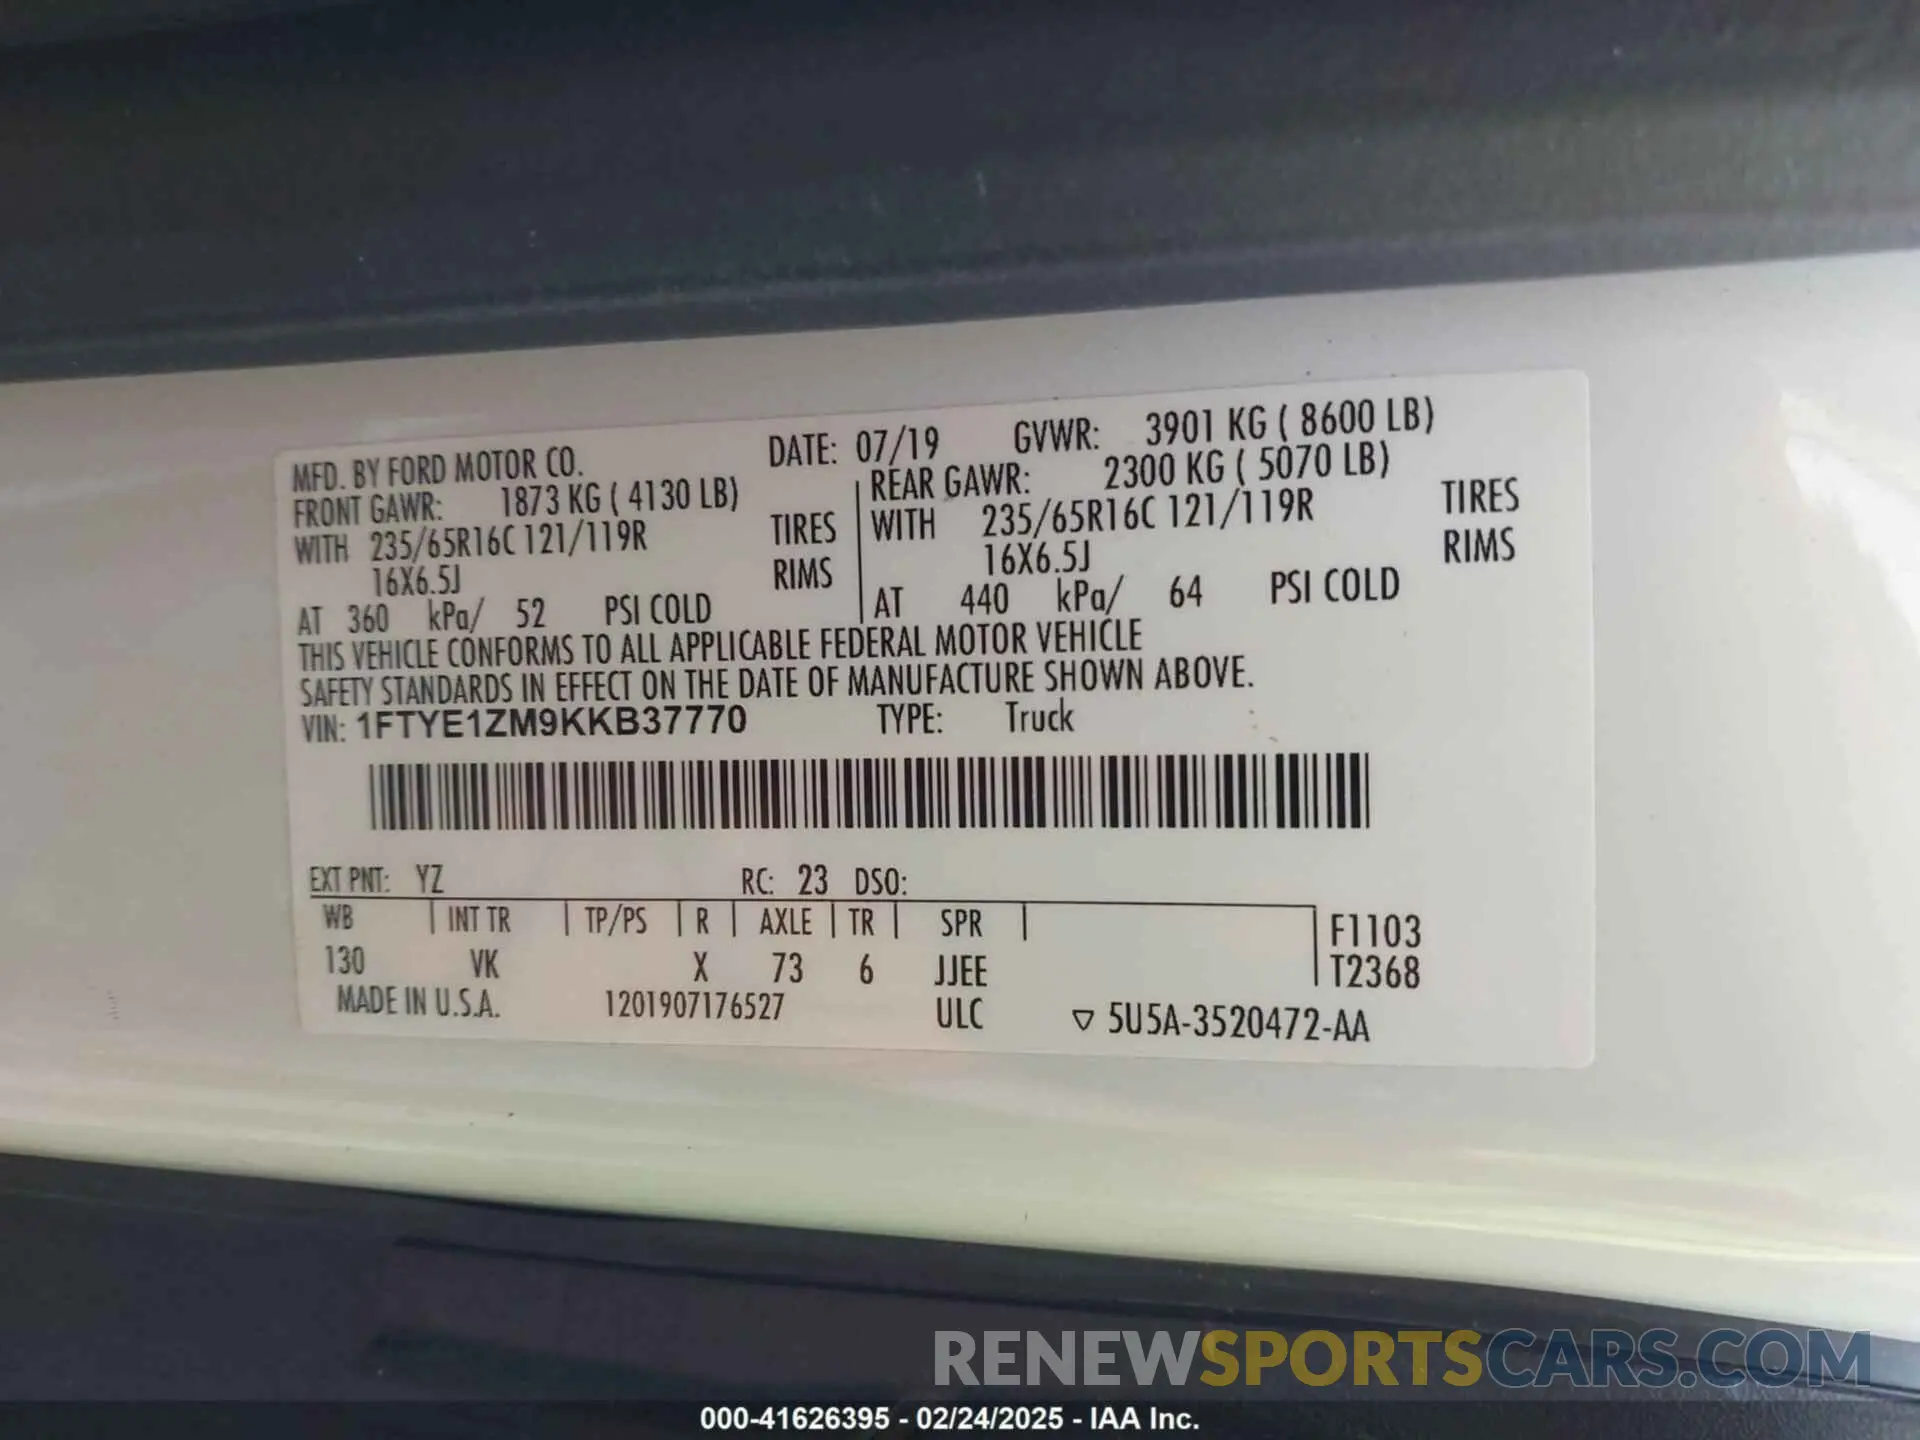 MFD. BY FORD MOTOR CO. DATE: 07/19 GVWR: 3901 KG ( 8600 LB)
FRONT GAWR: 1873 KG ( 4130 LB) REAR GAWR: 2300 KG ( 5070 LB)
WITH 235/65R16C 121/119R TIRES WITH 235/65R16C 121/119R TIRES
16X6.5J RIMS 16X6.5J RIMS
AT 360 kPa/ 52 PSI COLD AT 440 kPa/ 64 PSI COLD
THIS VEHICLE CONFORMS TO ALL APPLICABLE FEDERAL MOTOR VEHICLE
SAFETY STANDARDS IN EFFECT ON THE DATE OF MANUFACTURE SHOWN ABOVE.
VIN: 1FTYE1ZM9KKB37770 TYPE: Truck
EXT PNT: YZ RC: 23 DSO:
WB INT TR TP/PS R AXLE TR SPR F1103
130 VK X 73 6 JJEE T2368
MADE IN U.S.A. 1201907176527 ULC ▽ 5U5A-3520472-AA
RENEWSPORTSCARS.COM
000-41626395 - 02/24/2025 - IAA Inc.